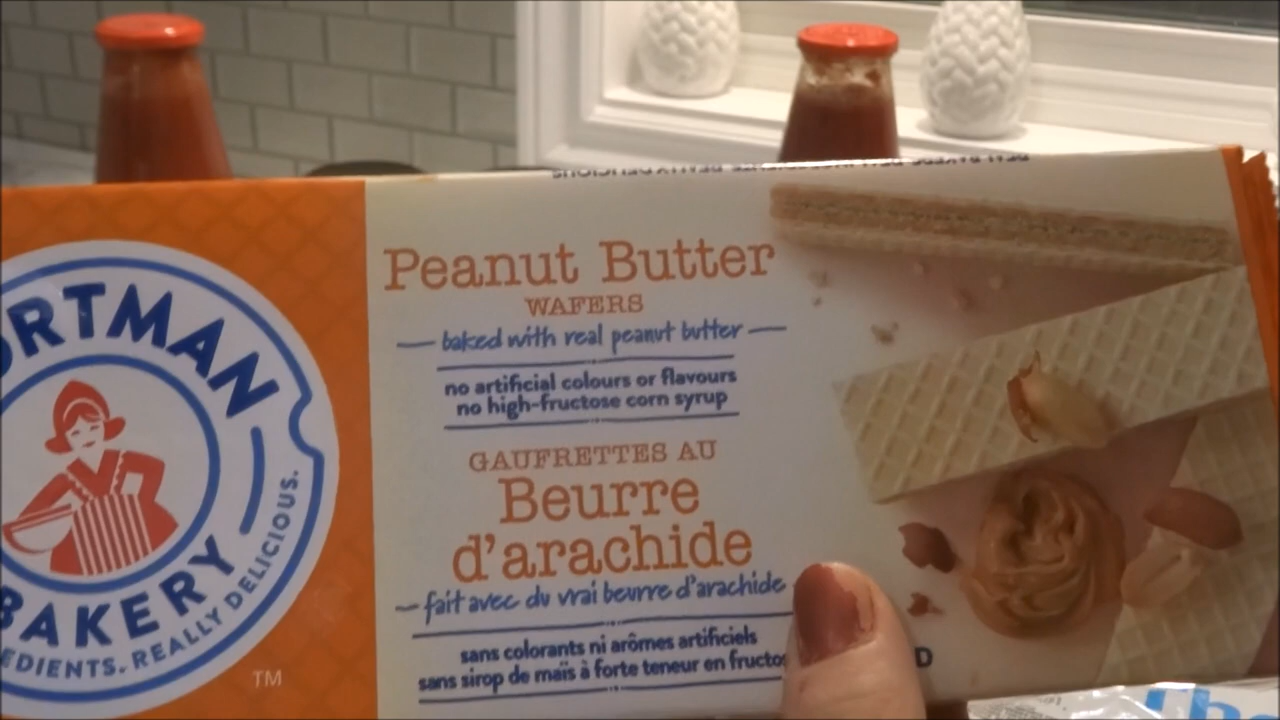 Peanut Butter
WAFERS
baked with real peanut butter
no artificial colours or flavours
no high-fructose corn syrup
GAUFRETTES AU
Beurre
d'arachide
fait avec du vrai beurre d'arachide
sans colorants ni arômes artificiels
sans sirop de maïs à forte teneur en fructo
RTMAN
BAKERY
EDIENTS. REALLY DELICIOUS.
TM
D